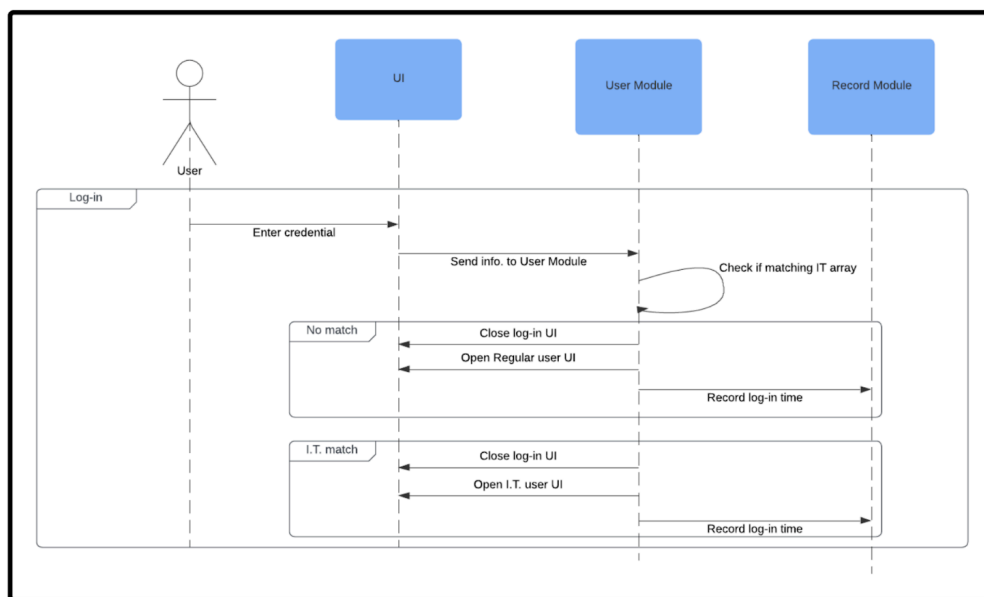 UI
User Module
Record Module
User
Log-in
Enter credential
Send info. to User Module
Check if matching IT array
No match
Close log-in UI
Open Regular user UI
Record log-in time
I.T. match
Close log-in UI
Open I.T. user UI
Record log-in time